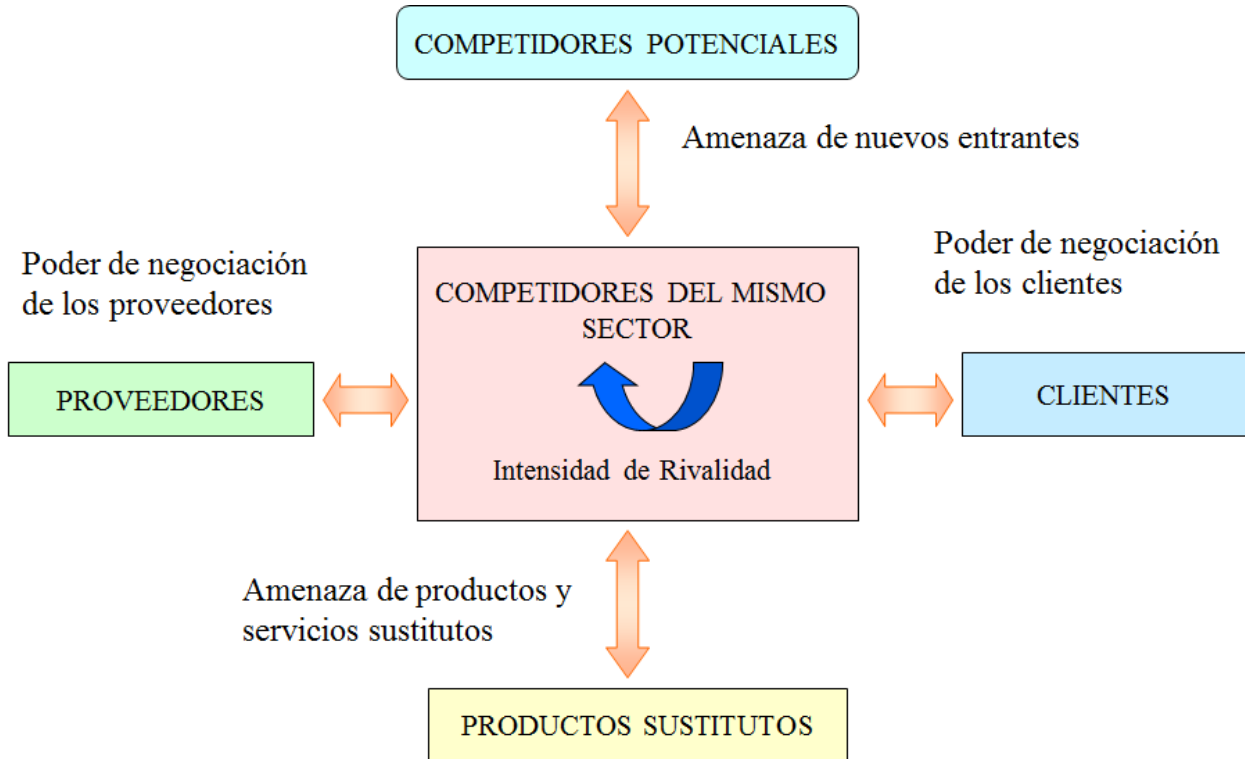 COMPETIDORES POTENCIALES
Amenaza de nuevos entrantes
Poder de negociación
de los proveedores
Poder de negociación
de los clientes
COMPETIDORES DEL MISMO
SECTOR
PROVEEDORES
CLIENTES
Intensidad de Rivalidad
Amenaza de productos y
servicios sustitutos
PRODUCTOS SUSTITUTOS